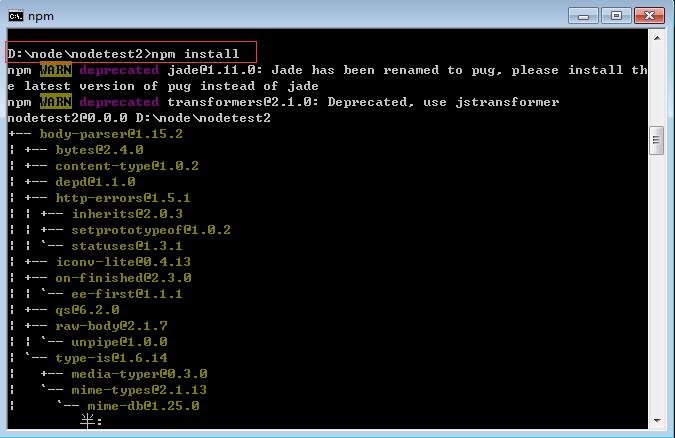 npm
D:\node\nodetest2>npm install
npm WARN deprecated jade@1.11.0: Jade has been renamed to pug, please install th
e latest version of pug instead of jade
npm WARN deprecated transformers@2.1.0: Deprecated, use jstransformer
nodetest2@0.0.0 D:\node\nodetest2
+-- body-parser@1.15.2
¦ +-- bytes@2.4.0
¦ +-- content-type@1.0.2
¦ +-- depd@1.1.0
¦ +-- http-errors@1.5.1
¦ ¦ +-- inherits@2.0.3
¦ ¦ +-- setprototypeof@1.0.2
¦ ¦ `-- statuses@1.3.1
¦ +-- iconv-lite@0.4.13
¦ +-- on-finished@2.3.0
¦ ¦ `-- ee-first@1.1.1
¦ +-- qs@6.2.0
¦ +-- raw-body@2.1.7
¦ ¦ `-- unpipe@1.0.0
¦ `-- type-is@1.6.14
¦   +-- media-typer@0.3.0
¦   `-- mime-types@2.1.13
¦     `-- mime-db@1.25.0
半: